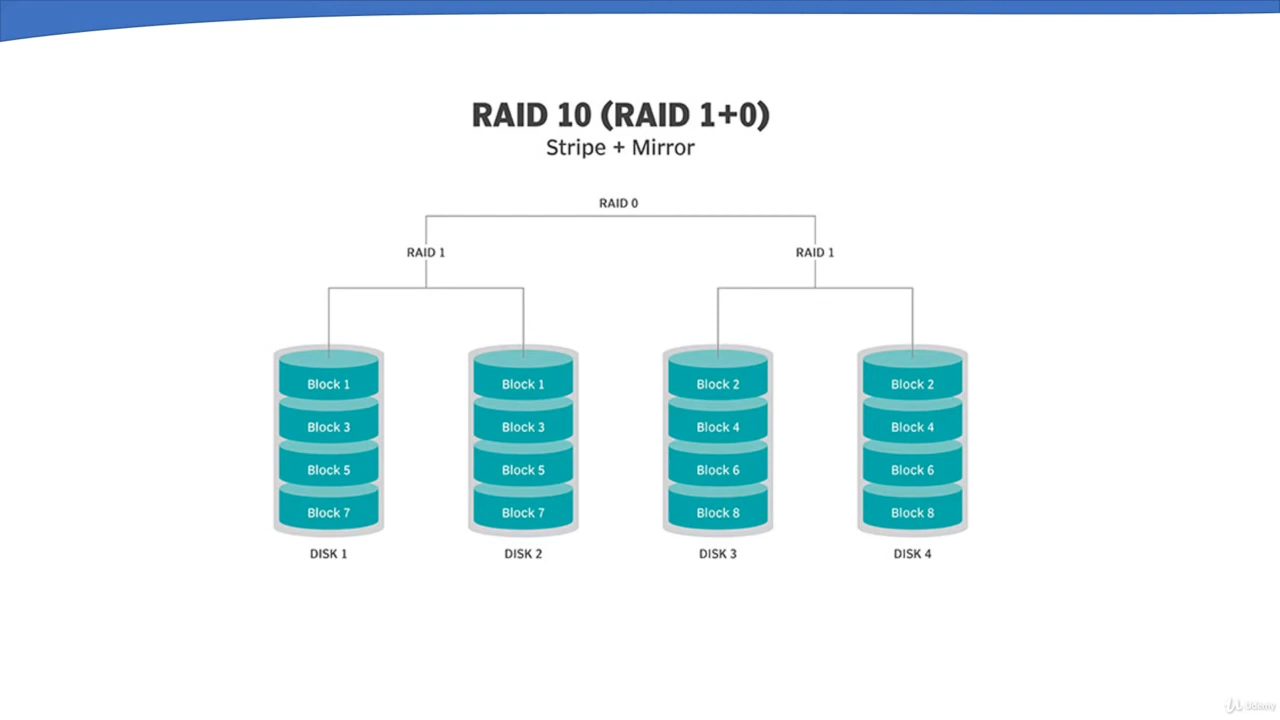 RAID 10 (RAID 1+0)
Stripe + Mirror
RAID 0
RAID 1 RAID 1
Block 1 Block 1 Block 2 Block 2
Block 3 Block 3 Block 4 Block 4
Block 5 Block 5 Block 6 Block 6
Block 7 Block 7 Block 8 Block 8
DISK 1 DISK 2 DISK 3 DISK 4
Udemy